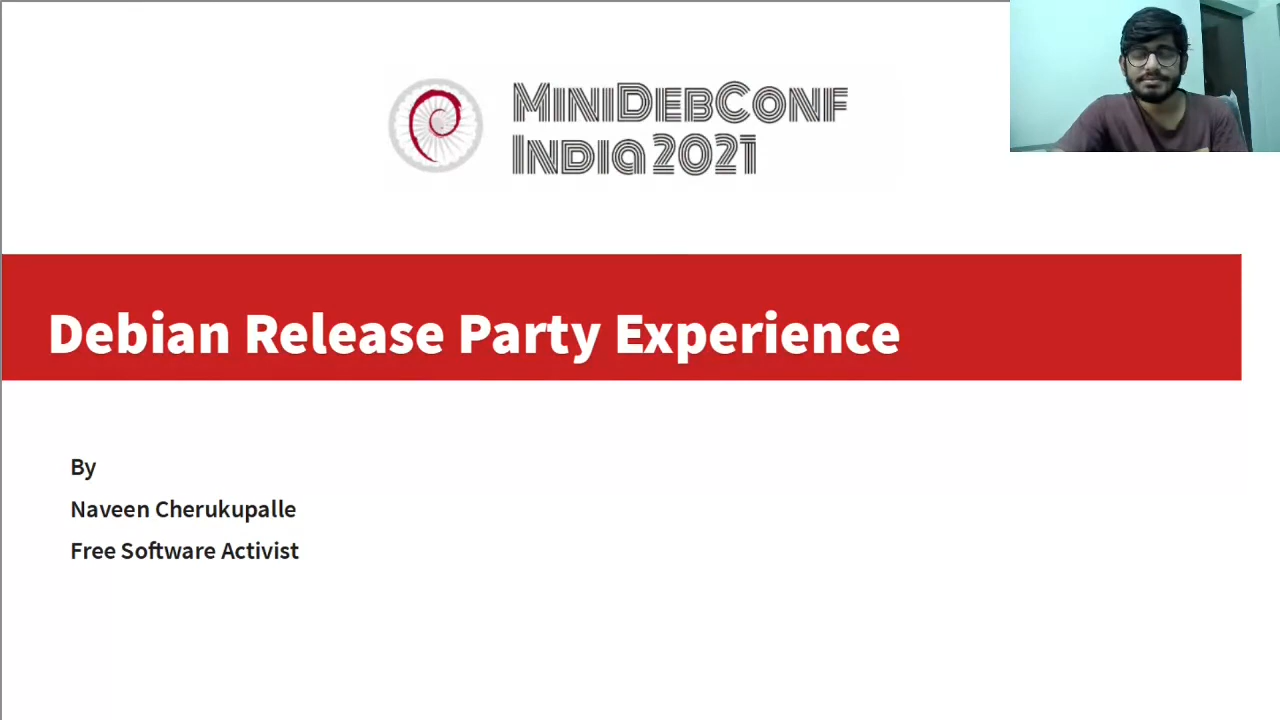 MiniDebConf
India 2021
Debian Release Party Experience
By
Naveen Cherukupalle
Free Software Activist